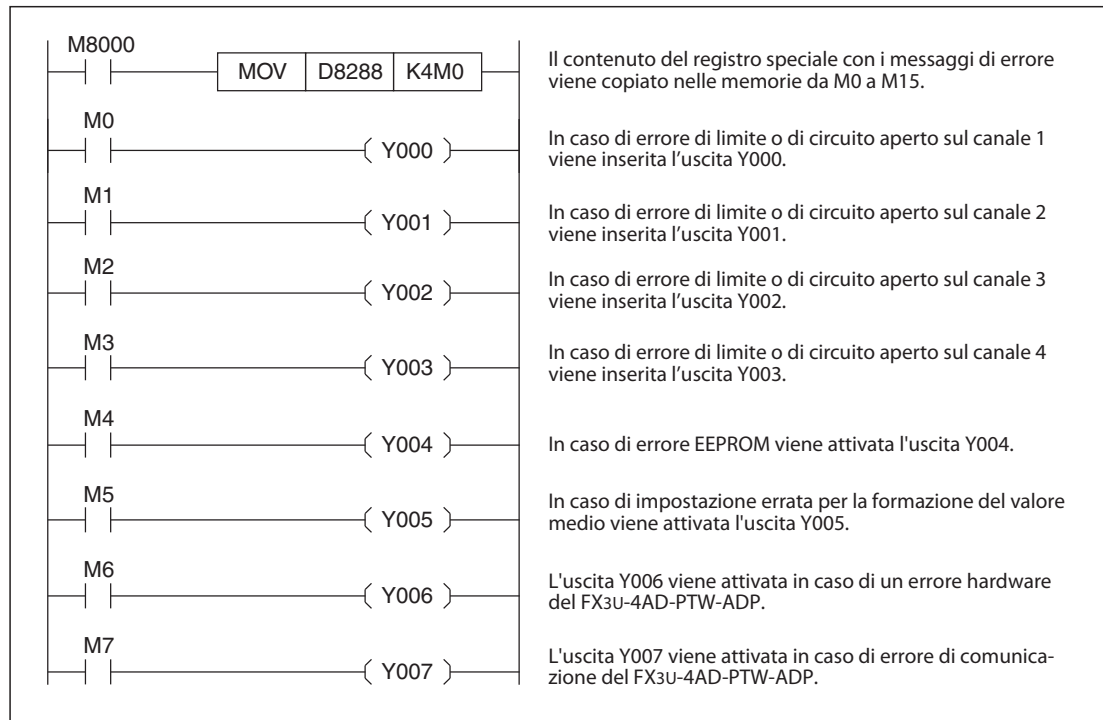 M8000
MOV D8288 K4M0
Il contenuto del registro speciale con i messaggi di errore
viene copiato nelle memorie da M0 a M15.
M0
Y000
In caso di errore di limite o di circuito aperto sul canale 1
viene inserita l’uscita Y000.
M1
Y001
In caso di errore di limite o di circuito aperto sul canale 2
viene inserita l’uscita Y001.
M2
Y002
In caso di errore di limite o di circuito aperto sul canale 3
viene inserita l’uscita Y002.
M3
Y003
In caso di errore di limite o di circuito aperto sul canale 4
viene inserita l’uscita Y003.
M4
Y004
In caso di errore EEPROM viene attivata l'uscita Y004.
M5
Y005
In caso di impostazione errata per la formazione del valore
medio viene attivata l'uscita Y005.
M6
Y006
L'uscita Y006 viene attivata in caso di un errore hardware
del FX3U-4AD-PTW-ADP.
M7
Y007
L'uscita Y007 viene attivata in caso di errore di comunica-
zione del FX3U-4AD-PTW-ADP.